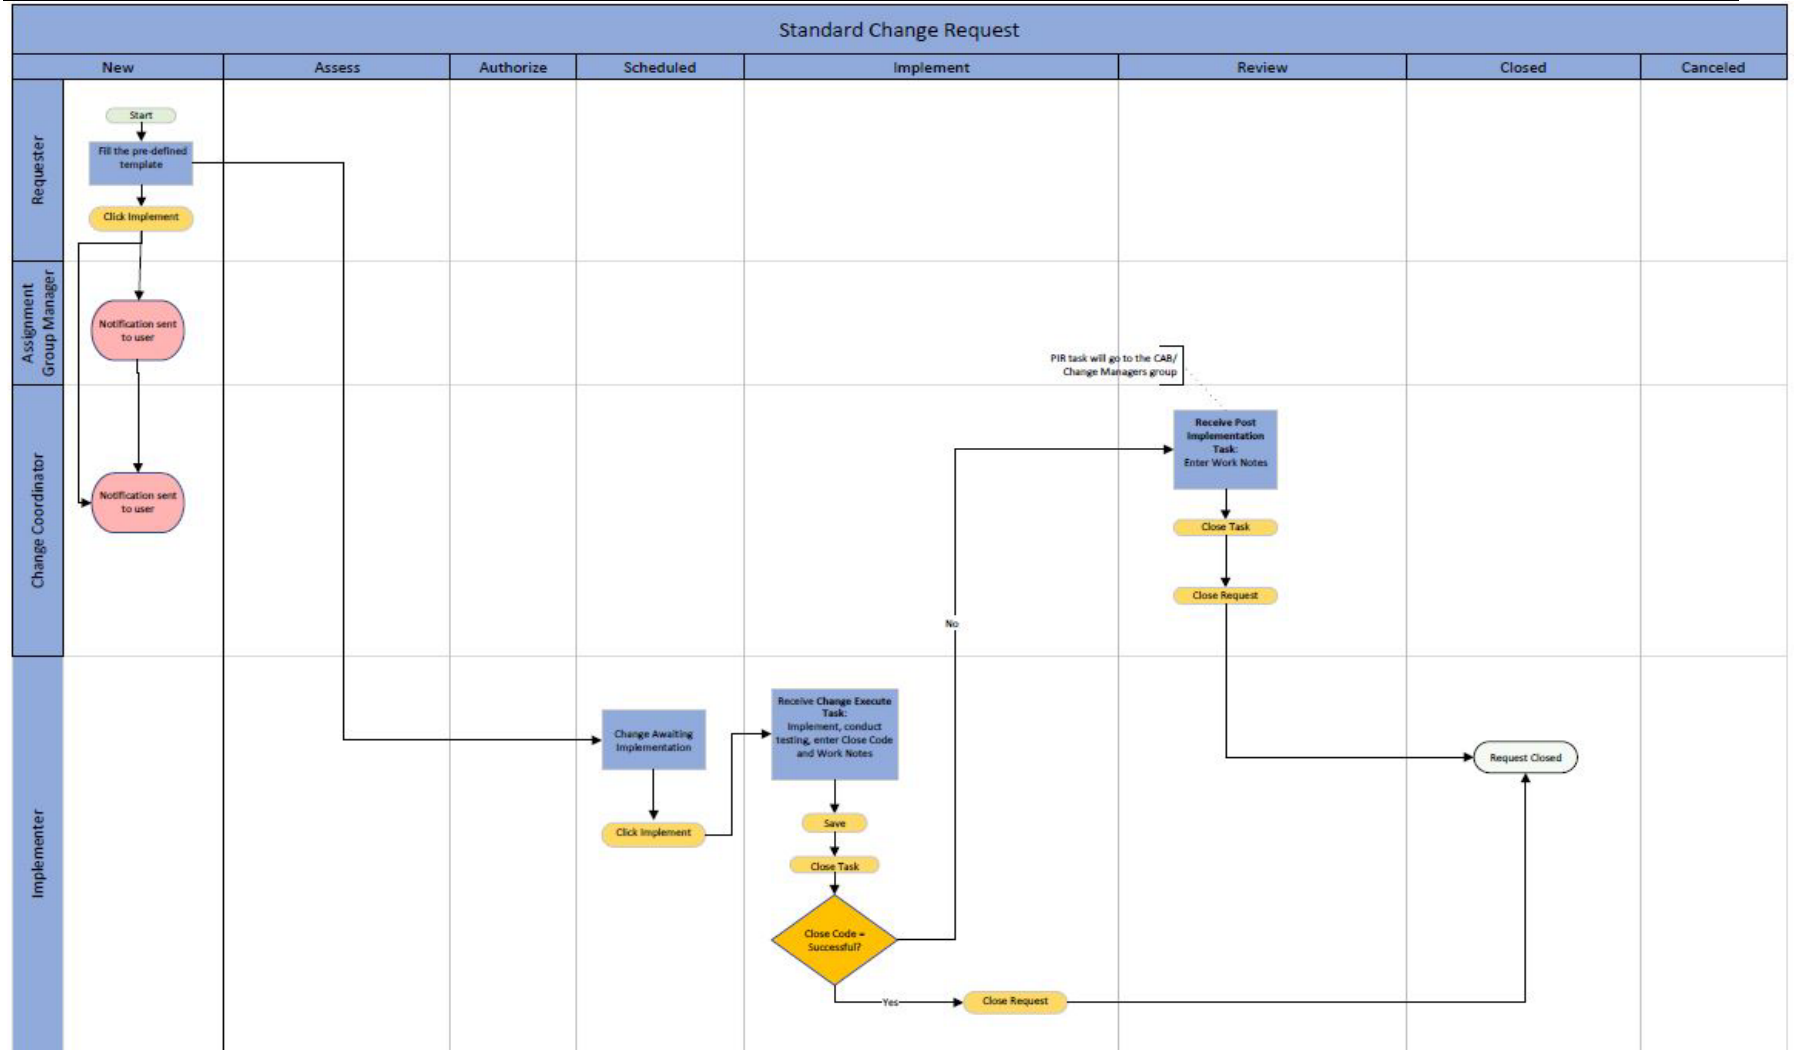 Standard Change Request
New
Assess
Authorize
Scheduled
Implement
Review
Closed
Canceled
Requester
Start
Fill the pre-defined
template
Click Implement
Assignment
Group Manager
Notification sent
to user
PIR task will go to the CAB/
Change Managers group
Change Coordinator
Notification sent
to user
Receive Post
Implementation
Task:
Enter Work Notes
Close Task
Close Request
No
Implementer
Change Awaiting
Implementation
Click Implement
Receive Change Execute
Task:
Implement, conduct
testing, enter Close Code
and Work Notes
Save
Close Task
Close Code =
Successful?
Yes
Close Request
Request Closed